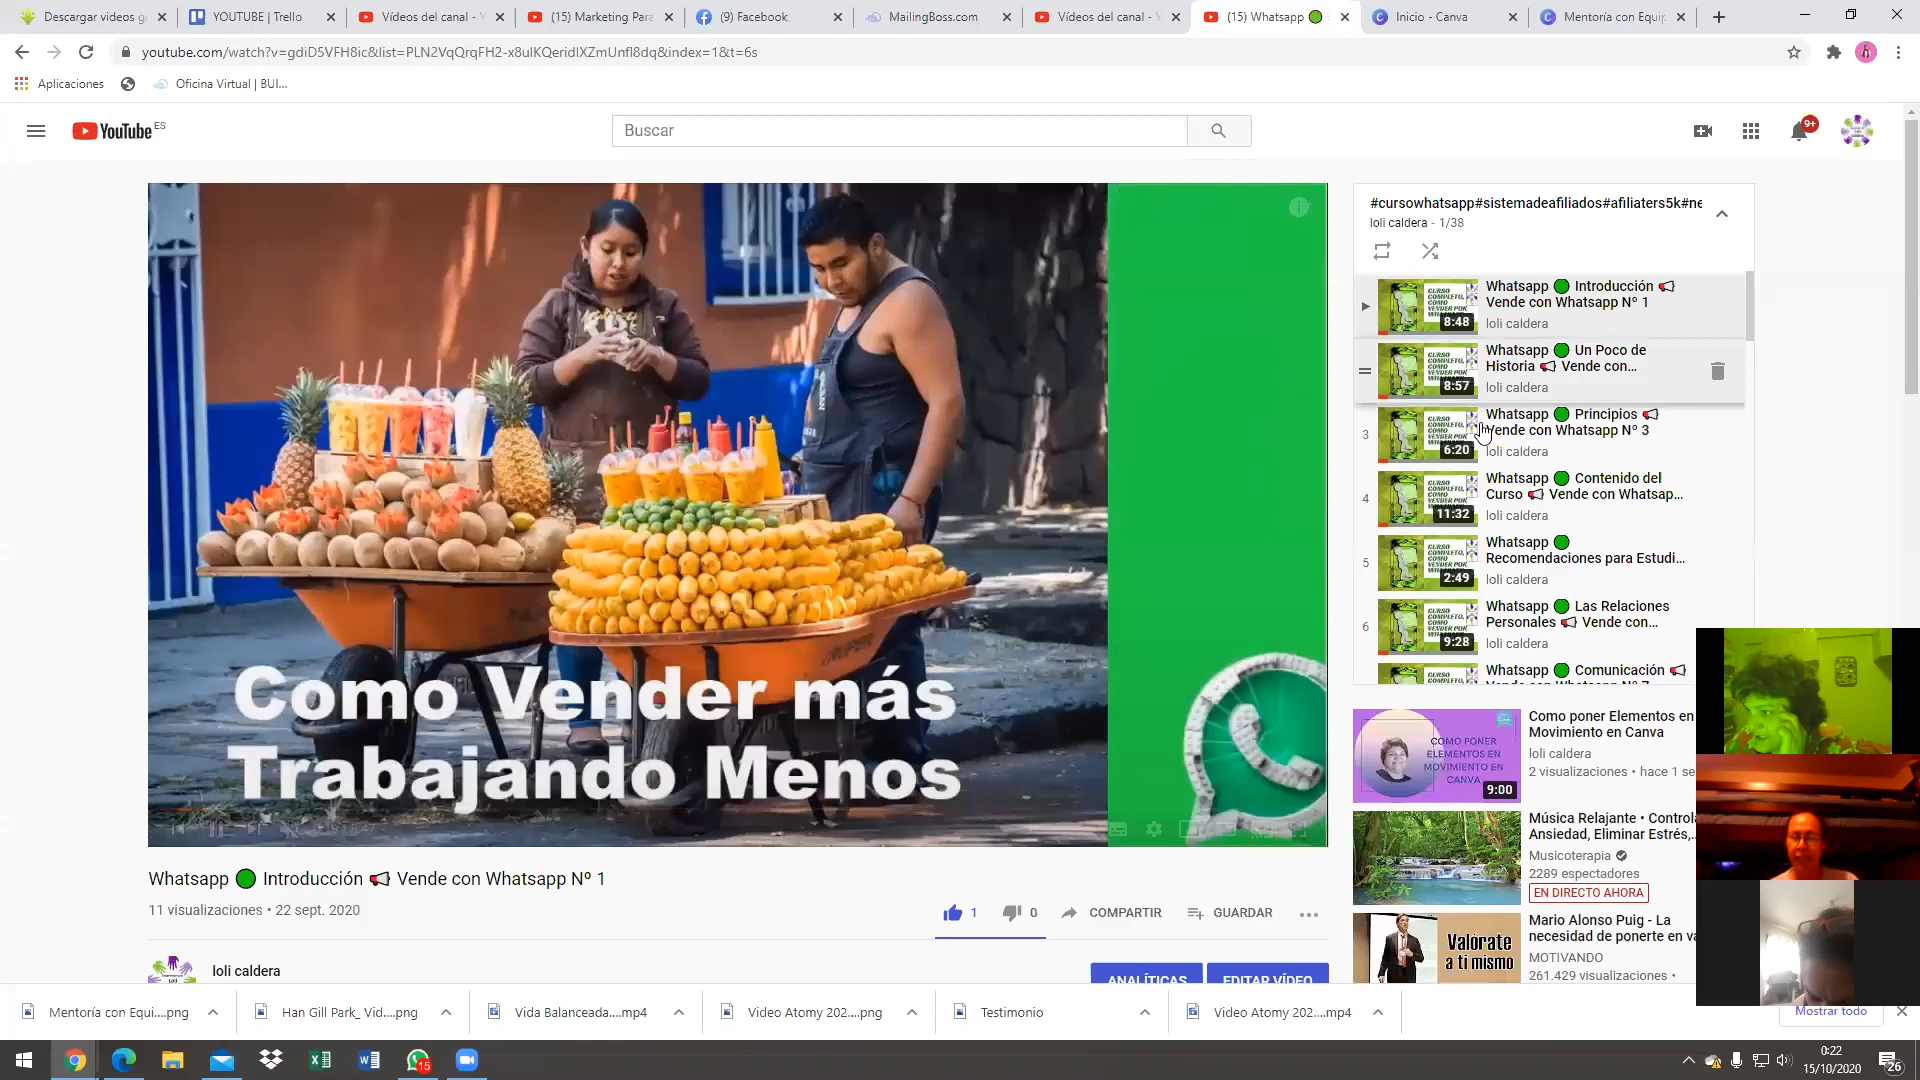 Descargar vídeos g
YOUTUBE | Trello
Vídeos del canal - Y
(15) Marketing Para
(9) Facebook
MailingBoss.com
Vídeos del canal - Y
(15) Whatsapp 🟢
Inicio - Canva
Mentoría con Equip
youtube.com/watch?v=gdiD5VFH8ic&list=PLN2VqQrqFH2-x8ulKQeridIXZmUnfl8dq&index=1&t=6s
Aplicaciones
Oficina Virtual | BUI...
YouTube ES
Buscar
9+
Como Vender más
Trabajando Menos
Whatsapp 🟢 Introducción 📢 Vende con Whatsapp Nº 1
11 visualizaciones • 22 sept. 2020
1
0
COMPARTIR
GUARDAR
loli caldera
ANALÍTICAS
EDITAR VÍDEO
#cursowhatsapp#sistemadeafiliados#afiliaters5k#ne
loli caldera - 1/38
CURSO COMPLETO, COMO VENDER POR
8:48
Whatsapp 🟢 Introducción 📢
Vende con Whatsapp Nº 1
loli caldera
8:57
Whatsapp 🟢 Un Poco de
Historia 📢 Vende con...
loli caldera
3
6:20
Whatsapp 🟢 Principios 📢
Vende con Whatsapp Nº 3
loli caldera
4
11:32
Whatsapp 🟢 Contenido del
Curso 📢 Vende con Whatsap...
loli caldera
5
2:49
Whatsapp 🟢
Recomendaciones para Estudi...
loli caldera
6
9:28
Whatsapp 🟢 Las Relaciones
Personales 📢 Vende con...
loli caldera
Whatsapp 🟢 Comunicación 📢
COMO PONER
ELEMENTOS EN
MOVIMIENTO EN
CANVA
9:00
Como poner Elementos en
Movimiento en Canva
loli caldera
2 visualizaciones • hace 1 se
Música Relajante • Controla
Ansiedad, Eliminar Estrés,
Musicoterapia
2289 espectadores
EN DIRECTO AHORA
Valórate
a ti mismo
Mario Alonso Puig - La
necesidad de ponerte en va
MOTIVANDO
261.429 visualizaciones •
Mentoría con Equi....png
Han Gill Park_ Vid....png
Vida Balanceada....mp4
Video Atomy 202....png
Testimonio
Video Atomy 202....mp4
Mostrar todo
15
0:22
15/10/2020
26